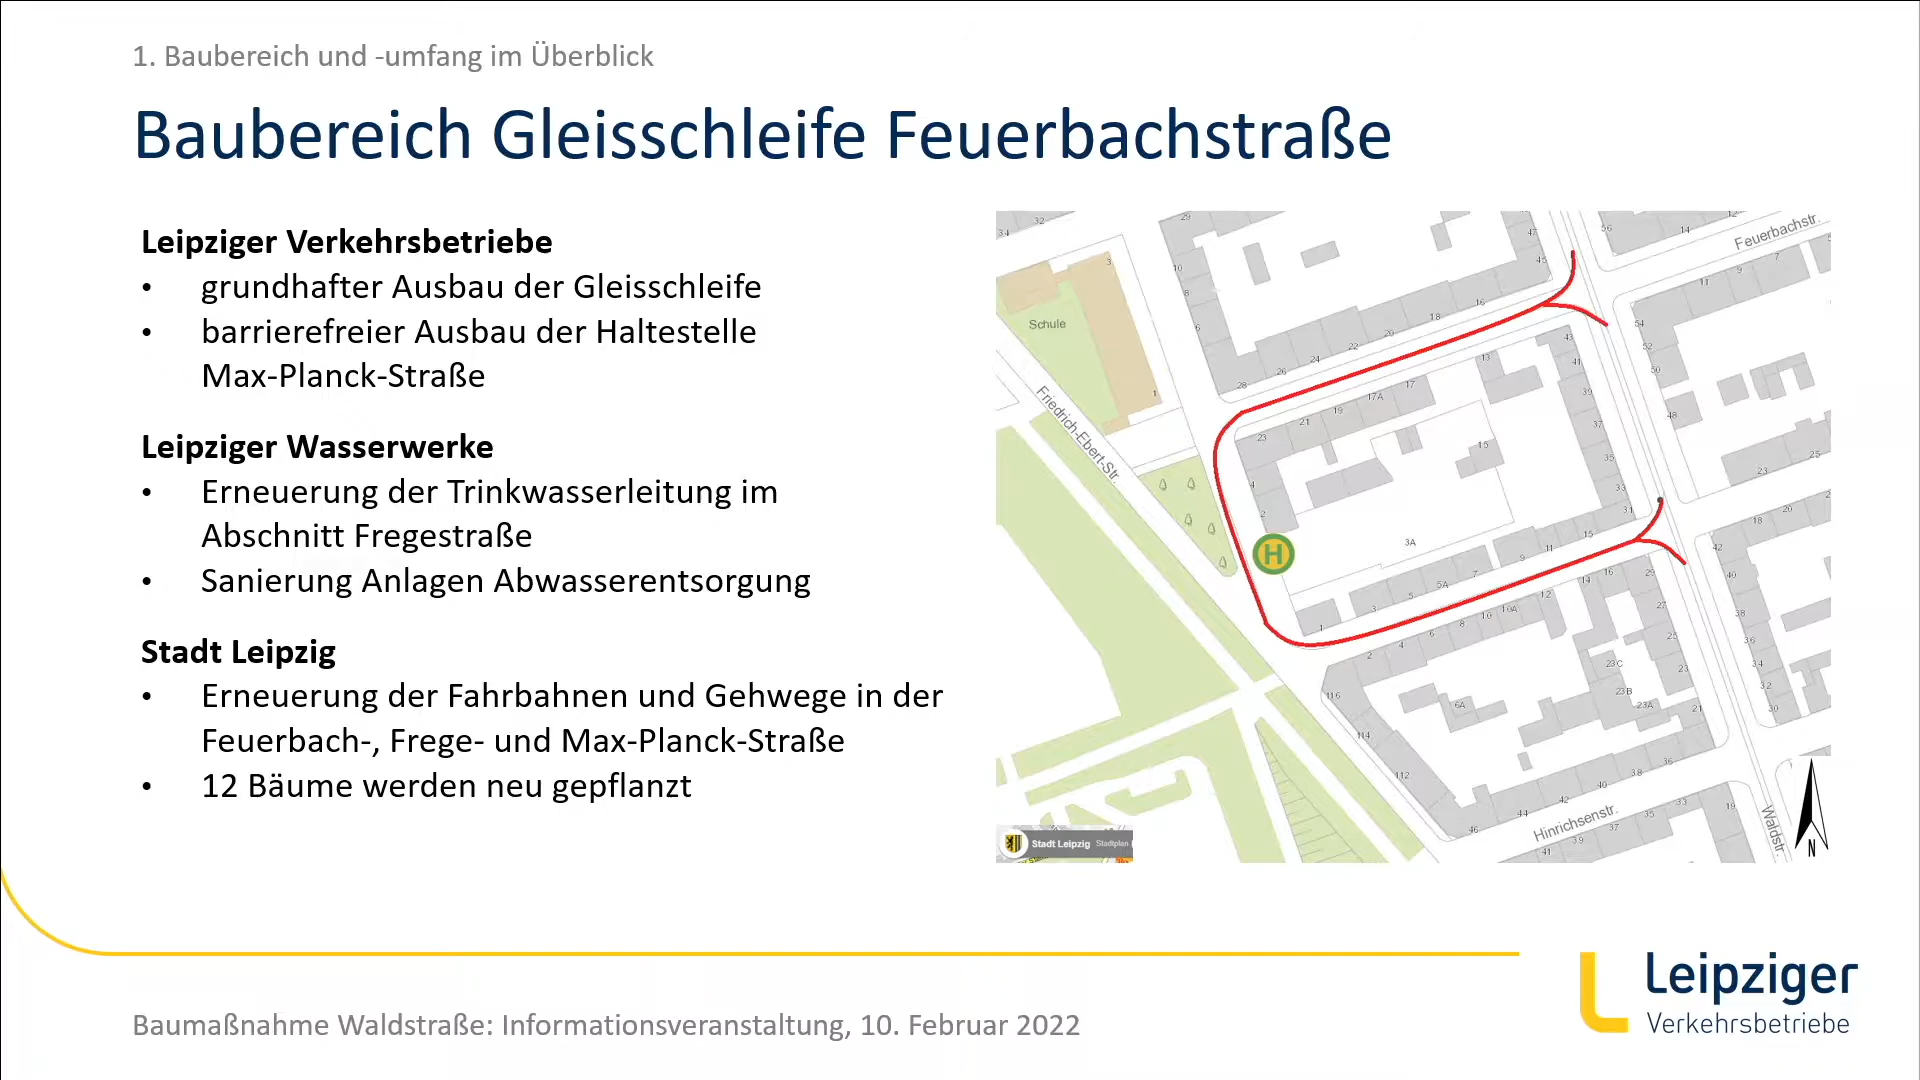 1. Baubereich und -umfang im Überblick
Baubereich Gleisschleife Feuerbachstraße
Leipziger Verkehrsbetriebe
• grundhafter Ausbau der Gleisschleife
• barrierefreier Ausbau der Haltestelle
Max-Planck-Straße
Leipziger Wasserwerke
• Erneuerung der Trinkwasserleitung im
Abschnitt Fregestraße
• Sanierung Anlagen Abwasserentsorgung
Stadt Leipzig
• Erneuerung der Fahrbahnen und Gehwege in der
Feuerbach-, Frege- und Max-Planck-Straße
• 12 Bäume werden neu gepflanzt
Feuerbachstr.
Schule
Friedrich-Ebert-Str.
H
Hinrichsenstr.
Waldstr.
N
Stadt Leipzig Stadtplan
Baumaßnahme Waldstraße: Informationsveranstaltung, 10. Februar 2022
Leipziger
Verkehrsbetriebe